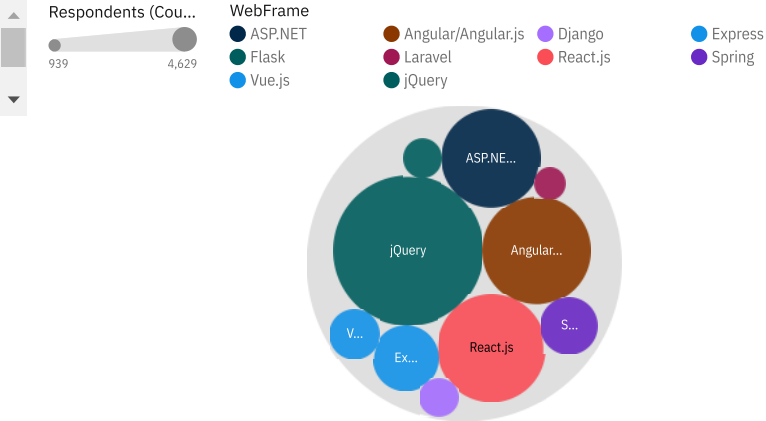 Respondents (Cou...
939
4,629
WebFrame
ASP.NET
Angular/Angular.js
Django
Express
Flask
Laravel
React.js
Spring
Vue.js
jQuery
ASP.NE...
jQuery
Angular...
V...
Ex...
React.js
S...